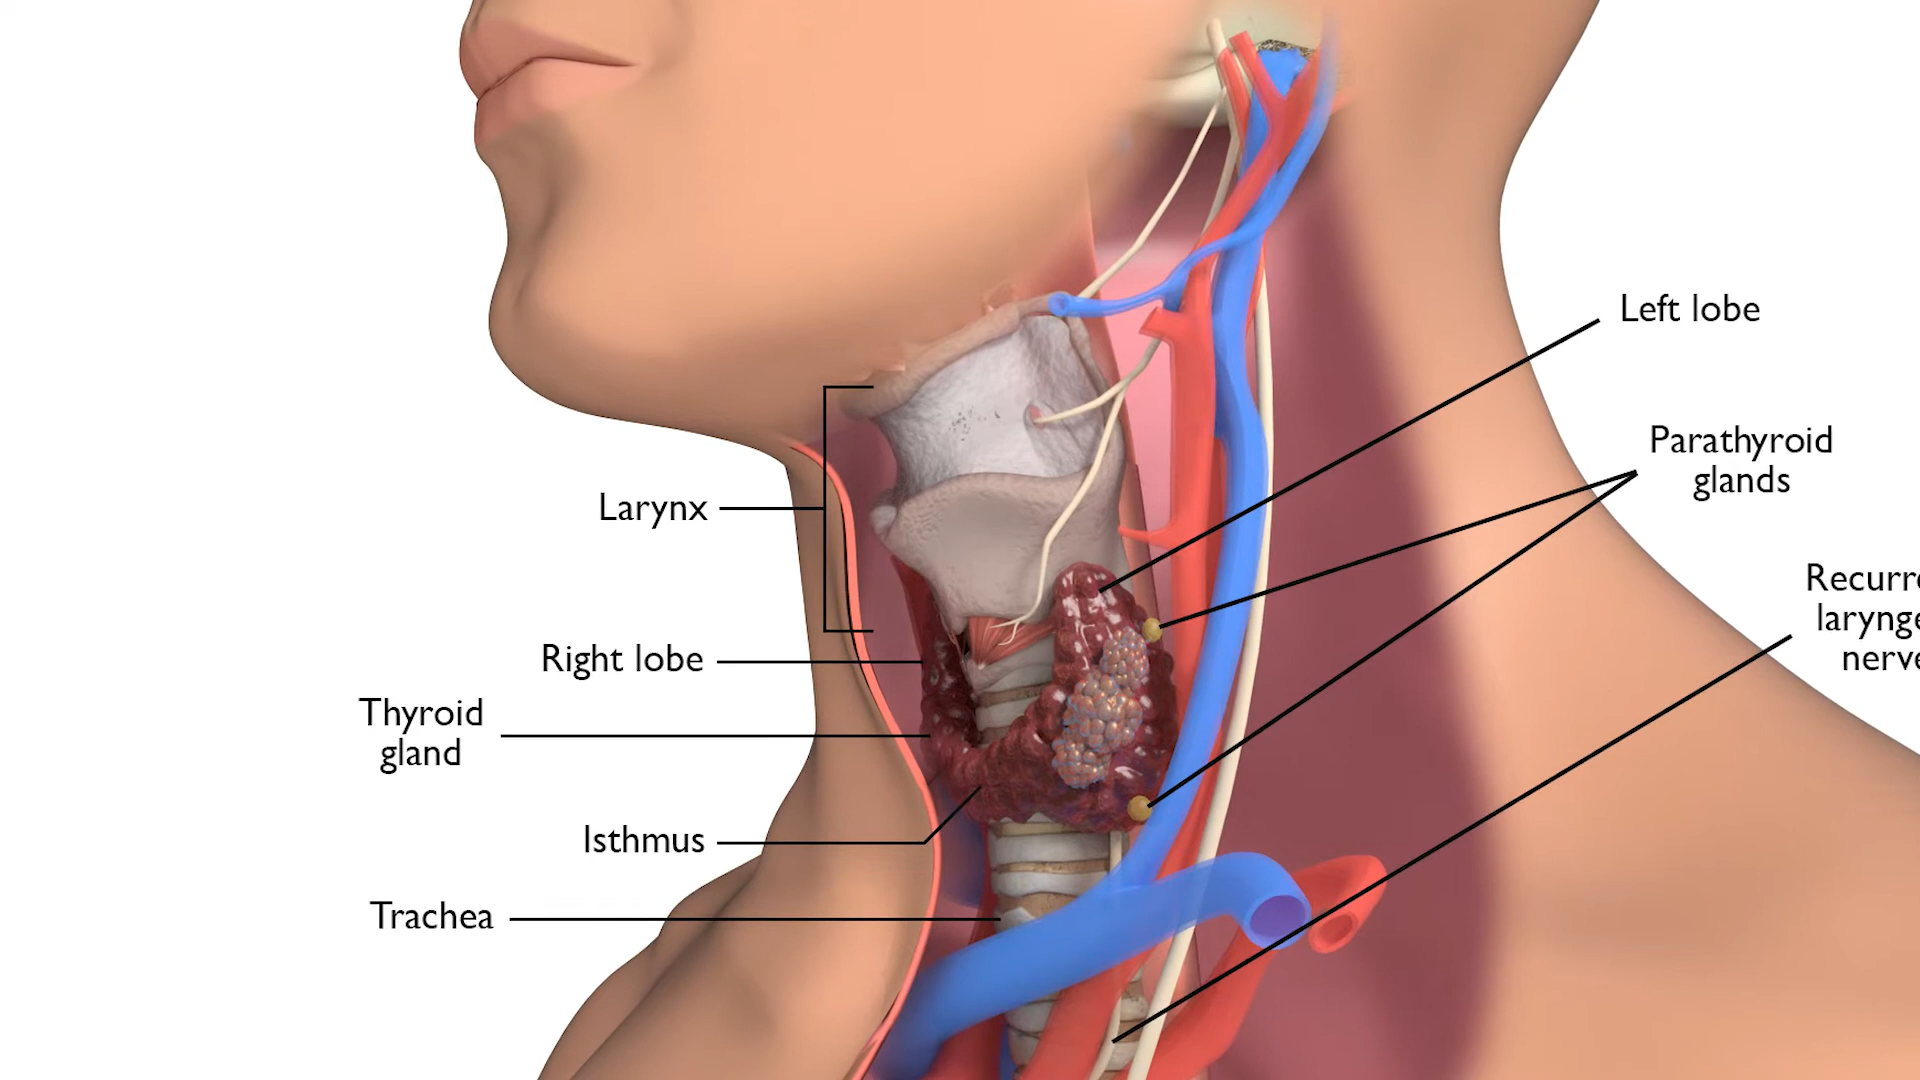 Left lobe
Parathyroid
glands
Larynx
Right lobe
Thyroid
gland
Isthmus
Trachea